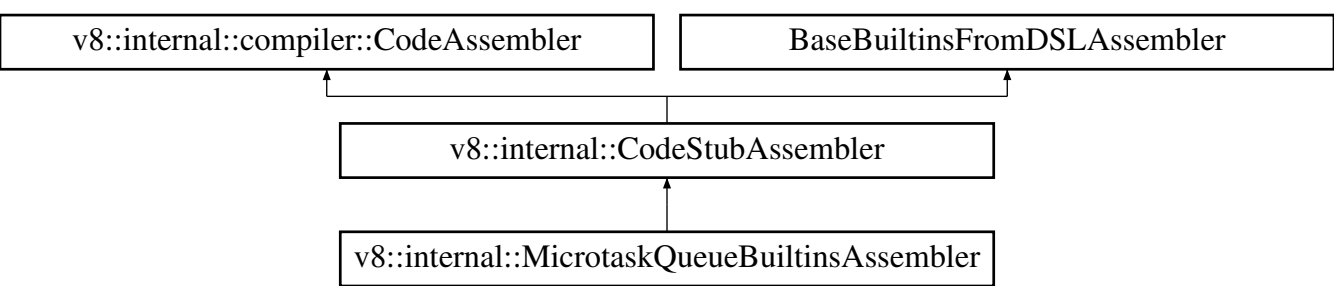 v8::internal::compiler::CodeAssembler
BaseBuiltinsFromDSLAssembler
v8::internal::CodeStubAssembler
v8::internal::MicrotaskQueueBuiltinsAssembler